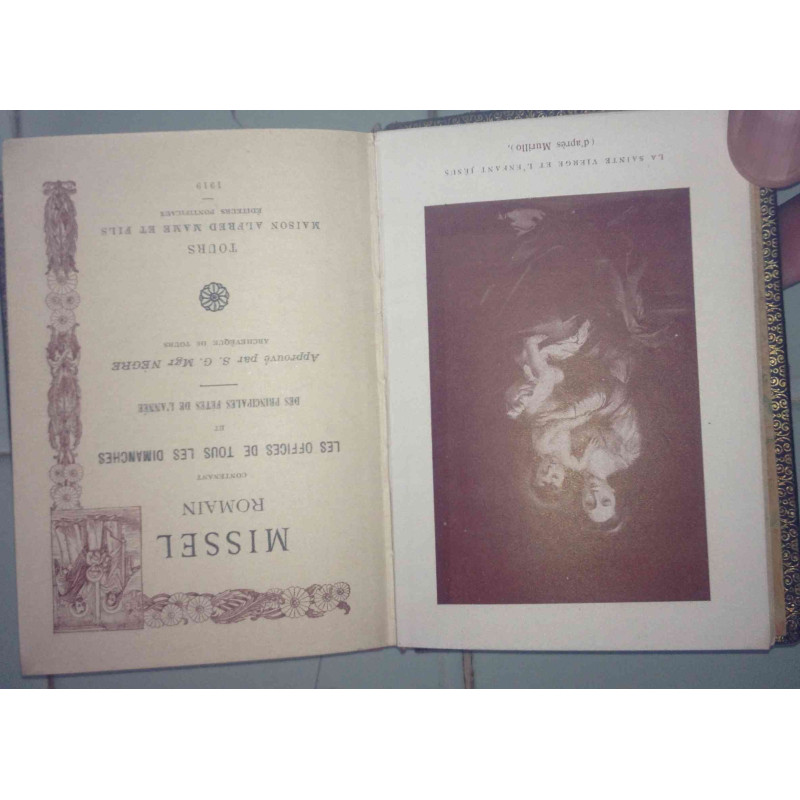 LA SAINTE VIERGE ET L'ENFANT JÉSUS
(d'après Murillo).
MISSEL
ROMAIN
CONTENANT
LES OFFICES DE TOUS LES DIMANCHES
ET
DES PRINCIPALES FÊTES DE L'ANNÉE
Approuvé par S. G. Mgr NÈGRE
ARCHEVÊQUE DE TOURS
TOURS
MAISON ALFRED MAME ET FILS
ÉDITEURS PONTIFICAUX
1919